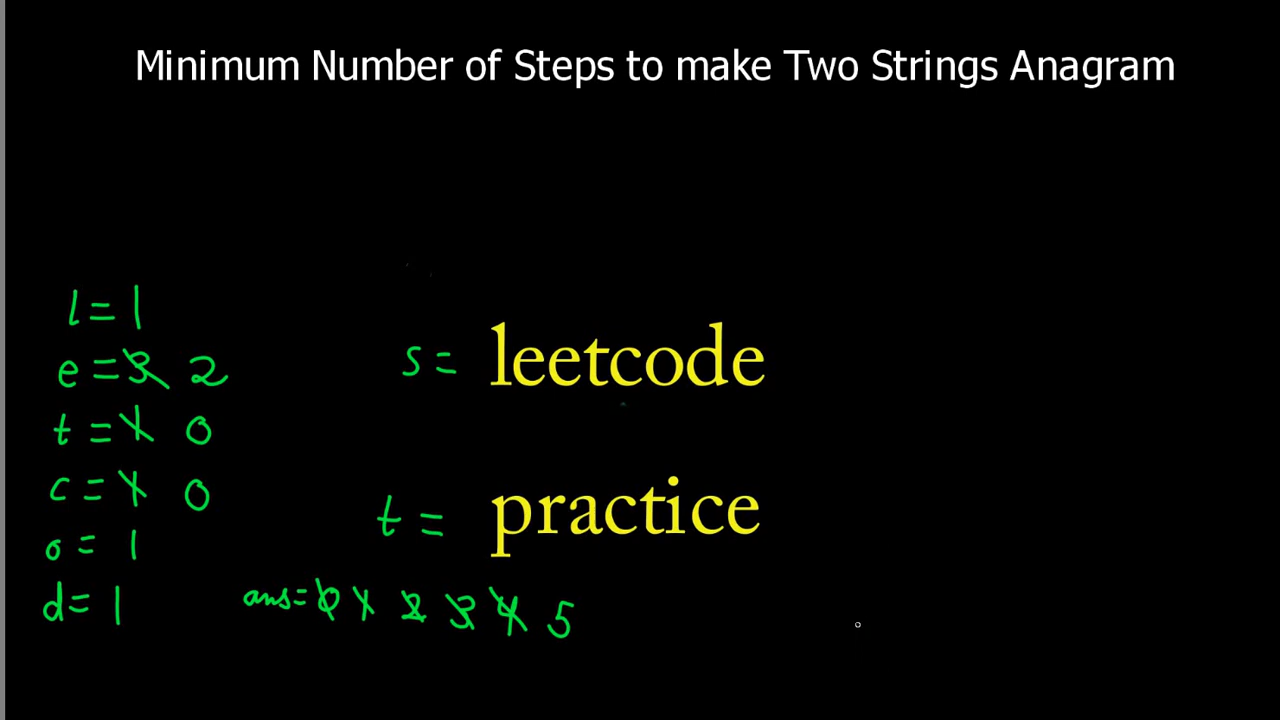 Minimum Number of Steps to make Two Strings Anagram
l = 1
e = 3 2
t = 1 0
c = 1 0
o = 1
d = 1
s = leetcode
t = practice
ans = 0 1 2 3 4 5